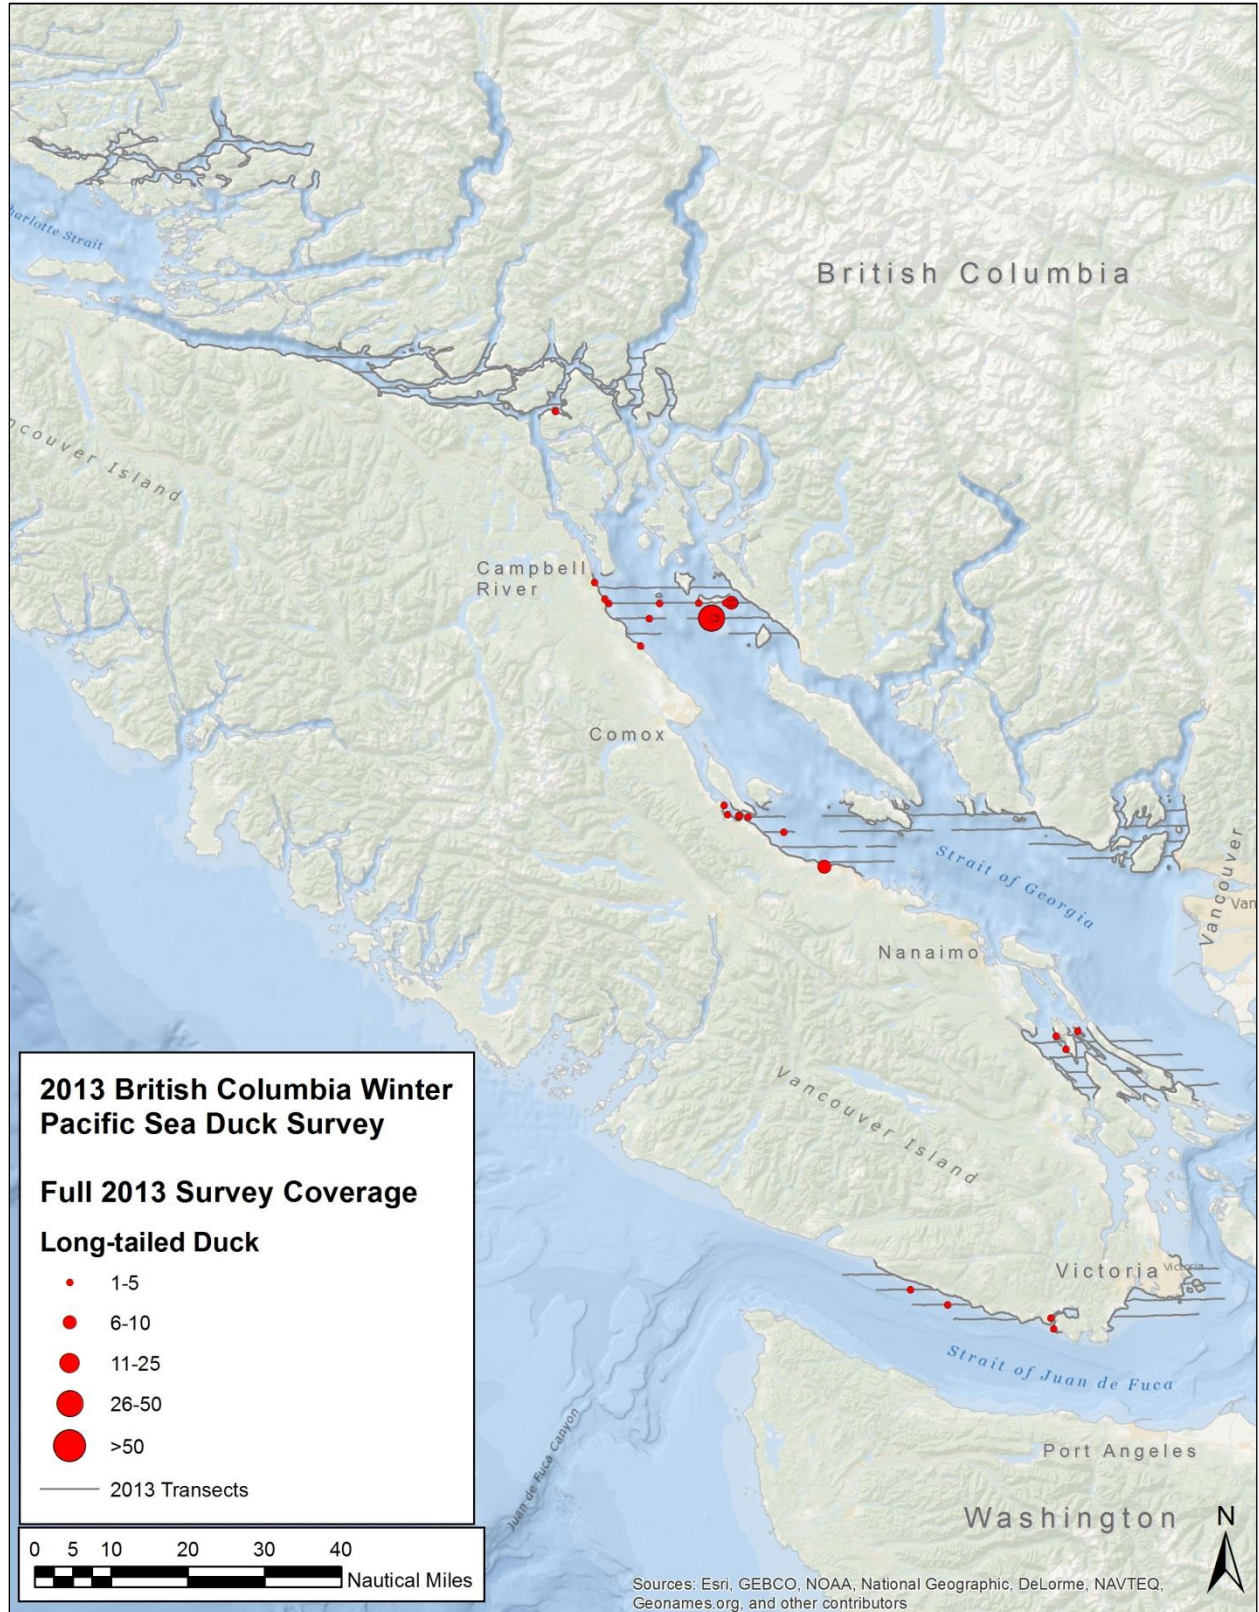 British Columbia
harlotte Strait
ncouver Island
Campbell
River
Comox
Strait of Georgia
Vancouver
Van
Nanaimo
Vancouver Island
Victoria
Victoria
Strait of Juan de Fuca
Juan de Fuca Canyon
Port Angeles
Washington
N
2013 British Columbia Winter
Pacific Sea Duck Survey
Full 2013 Survey Coverage
Long-tailed Duck
1-5
6-10
11-25
26-50
>50
2013 Transects
0 5 10 20 30 40
Nautical Miles
Sources: Esri, GEBCO, NOAA, National Geographic, DeLorme, NAVTEQ,
Geonames.org, and other contributors